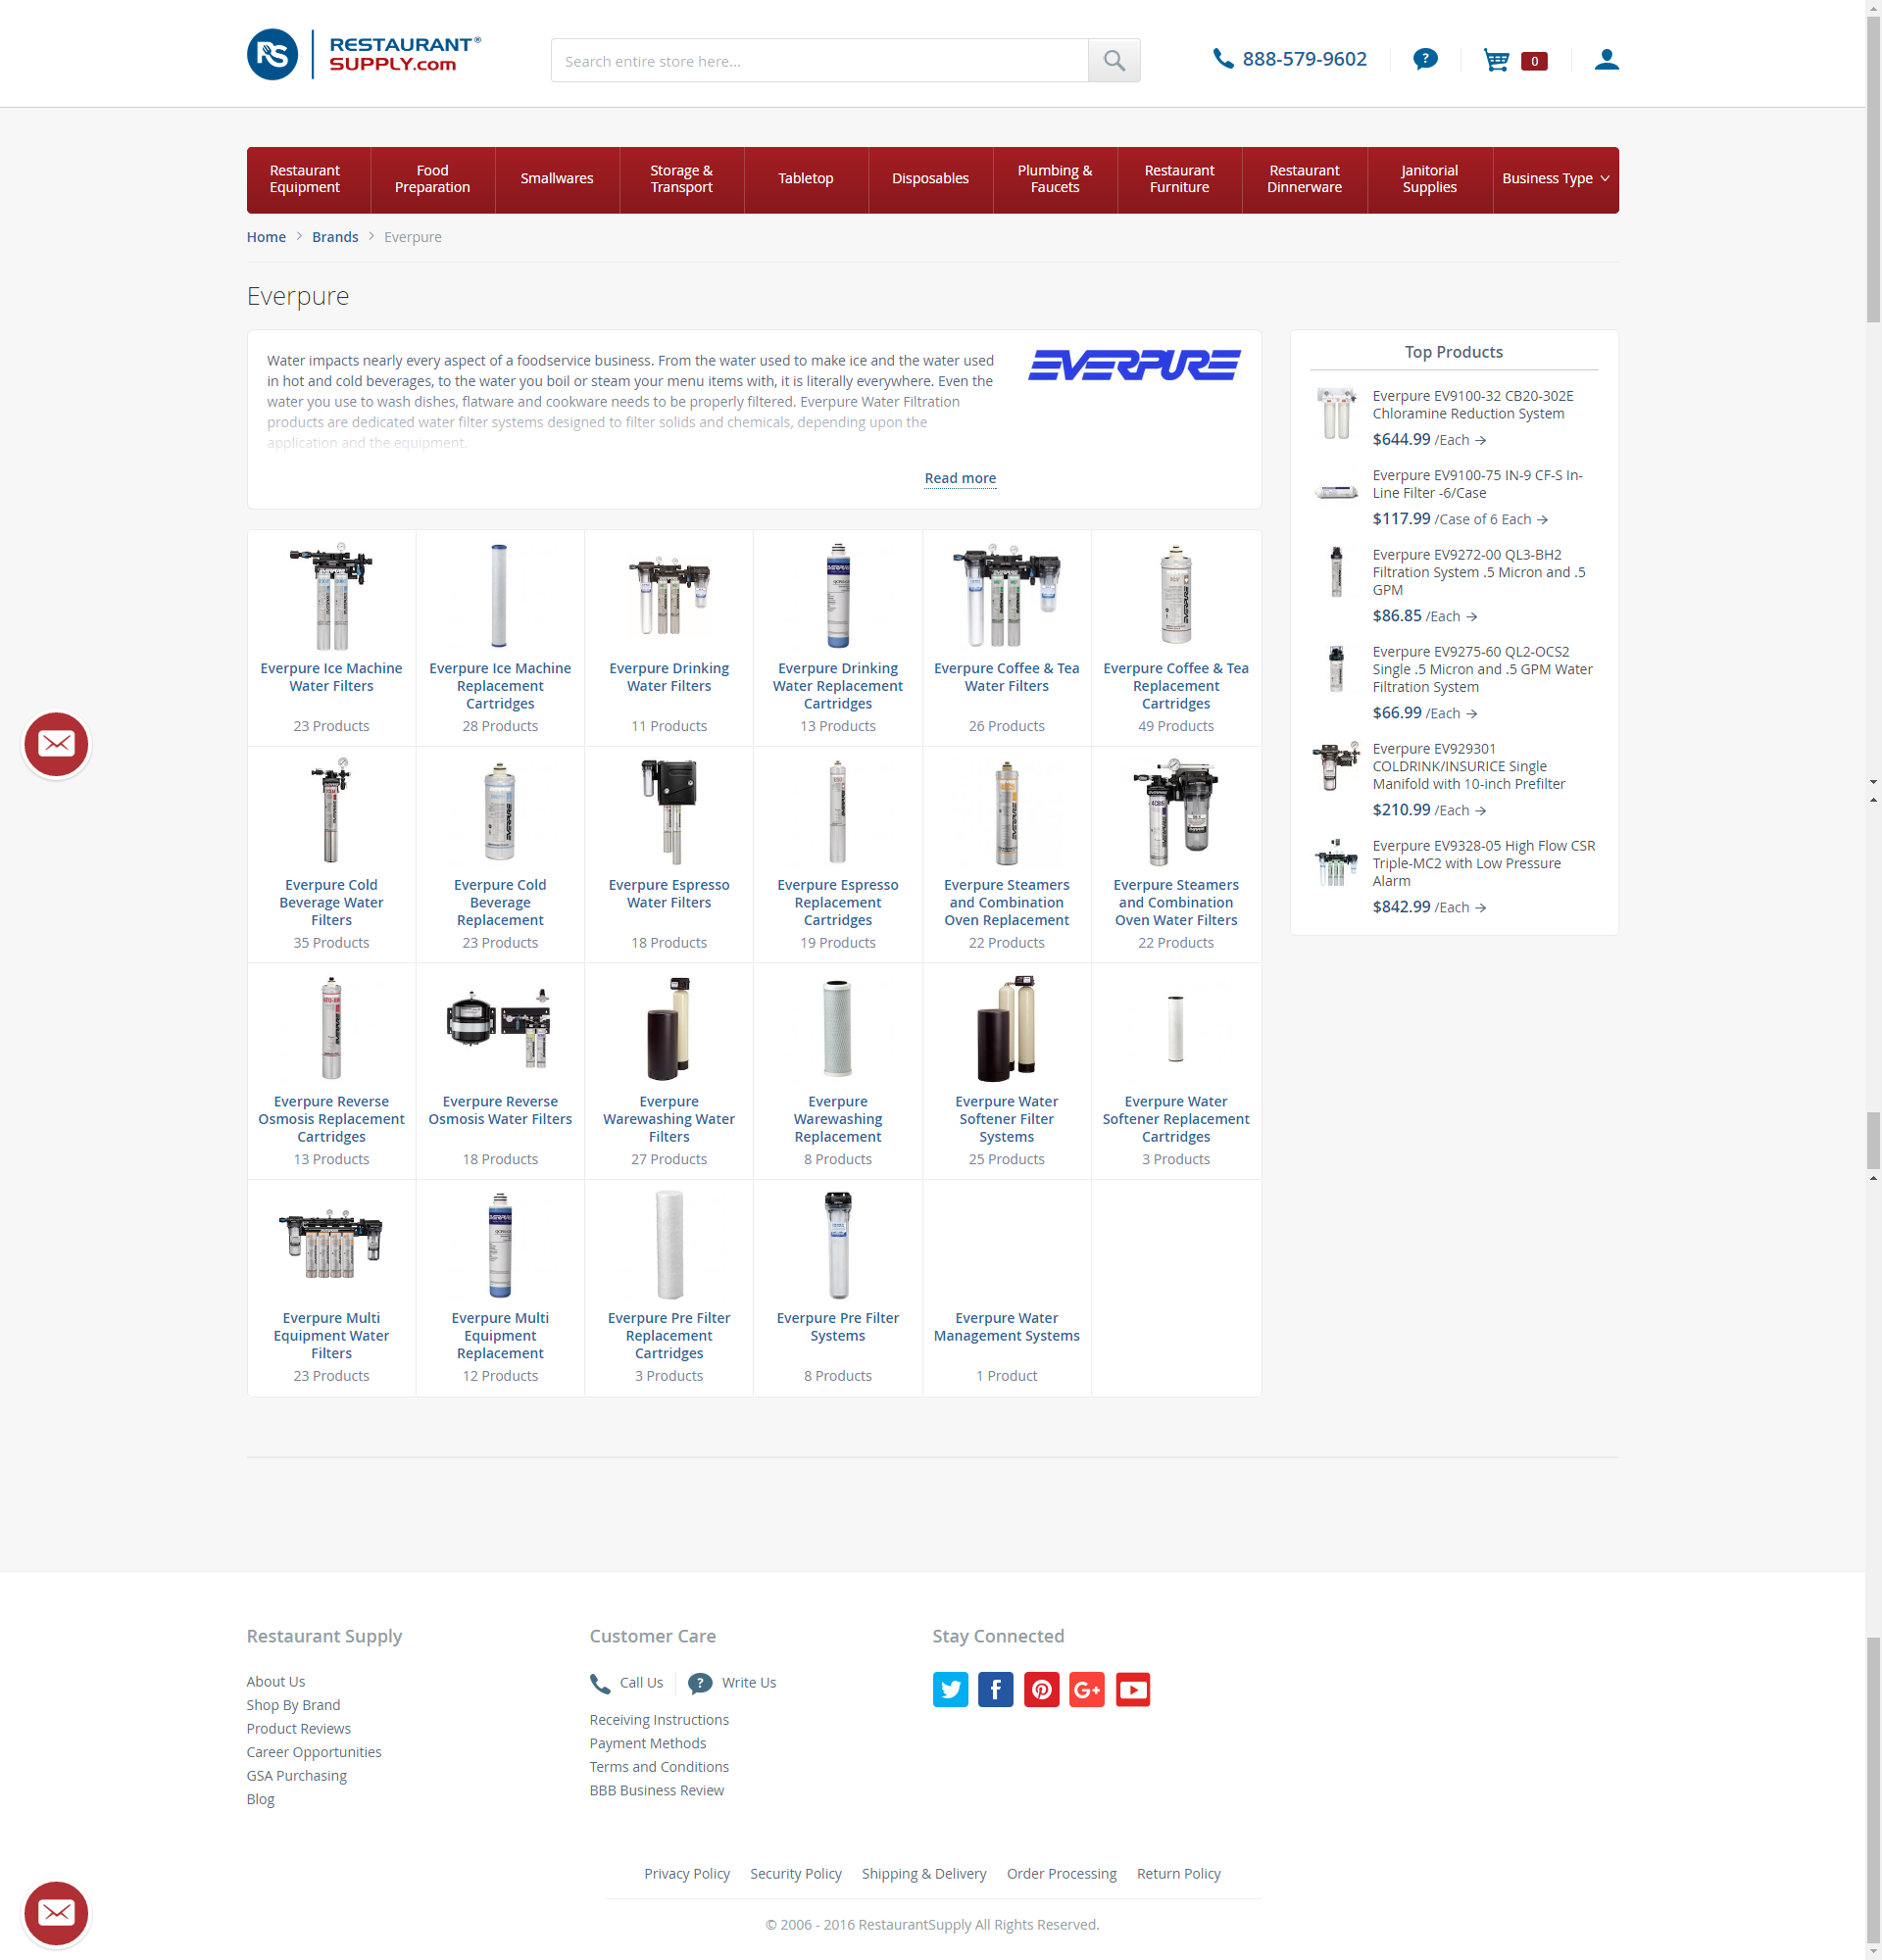 RS
RESTAURANT®
SUPPLY.com
Search entire store here...
888-579-9602
?
0
Restaurant
Equipment
Food
Preparation
Smallwares
Storage &
Transport
Tabletop
Disposables
Plumbing &
Faucets
Restaurant
Furniture
Restaurant
Dinnerware
Janitorial
Supplies
Business Type
Home > Brands > Everpure
Everpure
Water impacts nearly every aspect of a foodservice business. From the water used to make ice and the water used
in hot and cold beverages, to the water you boil or steam your menu items with, it is literally everywhere. Even the
water you use to wash dishes, flatware and cookware needs to be properly filtered. Everpure Water Filtration
products are dedicated water filter systems designed to filter solids and chemicals, depending upon the
application and the equipment.
EVERPURE
Read more
Everpure Ice Machine
Water Filters
23 Products
Everpure Ice Machine
Replacement
Cartridges
28 Products
Everpure Drinking
Water Filters
11 Products
Everpure Drinking
Water Replacement
Cartridges
13 Products
Everpure Coffee & Tea
Water Filters
26 Products
Everpure Coffee & Tea
Replacement
Cartridges
49 Products
Everpure Cold
Beverage Water
Filters
35 Products
Everpure Cold
Beverage
Replacement
23 Products
Everpure Espresso
Water Filters
18 Products
Everpure Espresso
Replacement
Cartridges
19 Products
Everpure Steamers
and Combination
Oven Replacement
22 Products
Everpure Steamers
and Combination
Oven Water Filters
22 Products
Everpure Reverse
Osmosis Replacement
Cartridges
13 Products
Everpure Reverse
Osmosis Water Filters
18 Products
Everpure
Warewashing Water
Filters
27 Products
Everpure
Warewashing
Replacement
8 Products
Everpure Water
Softener Filter
Systems
25 Products
Everpure Water
Softener Replacement
Cartridges
3 Products
Everpure Multi
Equipment Water
Filters
23 Products
Everpure Multi
Equipment
Replacement
12 Products
Everpure Pre Filter
Replacement
Cartridges
3 Products
Everpure Pre Filter
Systems
8 Products
Everpure Water
Management Systems
1 Product
Top Products
Everpure EV9100-32 CB20-302E
Chloramine Reduction System
$644.99 /Each →
Everpure EV9100-75 IN-9 CF-S In-
Line Filter -6/Case
$117.99 /Case of 6 Each →
Everpure EV9272-00 QL3-BH2
Filtration System .5 Micron and .5
GPM
$86.85 /Each →
Everpure EV9275-60 QL2-OCS2
Single .5 Micron and .5 GPM Water
Filtration System
$66.99 /Each →
Everpure EV929301
COLDRINK/INSURICE Single
Manifold with 10-inch Prefilter
$210.99 /Each →
Everpure EV9328-05 High Flow CSR
Triple-MC2 with Low Pressure
Alarm
$842.99 /Each →
Restaurant Supply
About Us
Shop By Brand
Product Reviews
Career Opportunities
GSA Purchasing
Blog
Customer Care
Call Us
? Write Us
Receiving Instructions
Payment Methods
Terms and Conditions
BBB Business Review
Stay Connected
f
G+
Privacy Policy Security Policy Shipping & Delivery Order Processing Return Policy
© 2006 - 2016 RestaurantSupply All Rights Reserved.